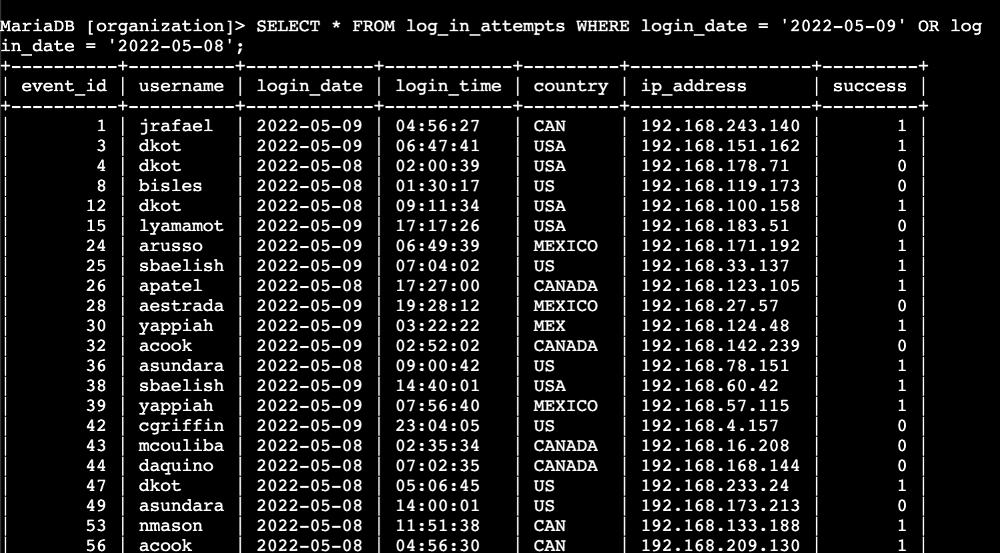 MariaDB [organization]> SELECT * FROM log_in_attempts WHERE login_date = '2022-05-09' OR log
in_date = '2022-05-08';
+----------+----------+------------+------------+---------+----------------+---------+
| event_id | username | login_date | login_time | country | ip_address     | success |
+----------+----------+------------+------------+---------+----------------+---------+
|        1 | jrafael  | 2022-05-09 | 04:56:27   | CAN     | 192.168.243.140 |       1 |
|        3 | dkot     | 2022-05-09 | 06:47:41   | USA     | 192.168.151.162 |       1 |
|        4 | dkot     | 2022-05-08 | 02:00:39   | USA     | 192.168.178.71  |       0 |
|        8 | bisles   | 2022-05-08 | 01:30:17   | US      | 192.168.119.173 |       0 |
|       12 | dkot     | 2022-05-08 | 09:11:34   | USA     | 192.168.100.158 |       1 |
|       15 | lyamamot | 2022-05-09 | 17:17:26   | USA     | 192.168.183.51  |       0 |
|       24 | arusso   | 2022-05-09 | 06:49:39   | MEXICO  | 192.168.171.192 |       1 |
|       25 | sbaelish | 2022-05-09 | 07:04:02   | US      | 192.168.33.137  |       1 |
|       26 | apatel   | 2022-05-08 | 17:27:00   | CANADA  | 192.168.123.105 |       1 |
|       28 | aestrada | 2022-05-09 | 19:28:12   | MEXICO  | 192.168.27.57   |       0 |
|       30 | yappiah  | 2022-05-09 | 03:22:22   | MEX     | 192.168.124.48  |       1 |
|       32 | acook    | 2022-05-09 | 02:52:02   | CANADA  | 192.168.142.239 |       0 |
|       36 | asundara | 2022-05-08 | 09:00:42   | US      | 192.168.78.151  |       1 |
|       38 | sbaelish | 2022-05-09 | 14:40:01   | USA     | 192.168.60.42   |       1 |
|       39 | yappiah  | 2022-05-09 | 07:56:40   | MEXICO  | 192.168.57.115  |       1 |
|       42 | cgriffin | 2022-05-09 | 23:04:05   | US      | 192.168.4.157   |       0 |
|       43 | mcouliba | 2022-05-08 | 02:35:34   | CANADA  | 192.168.16.208  |       0 |
|       44 | daquino  | 2022-05-08 | 07:02:35   | CANADA  | 192.168.168.144 |       0 |
|       47 | dkot     | 2022-05-08 | 05:06:45   | US      | 192.168.233.24  |       1 |
|       49 | asundara | 2022-05-08 | 14:00:01   | US      | 192.168.173.213 |       0 |
|       53 | nmason   | 2022-05-08 | 11:51:38   | CAN     | 192.168.133.188 |       1 |
|       56 | acook    | 2022-05-08 | 04:56:30   | CAN     | 192.168.209.130 |       1 |